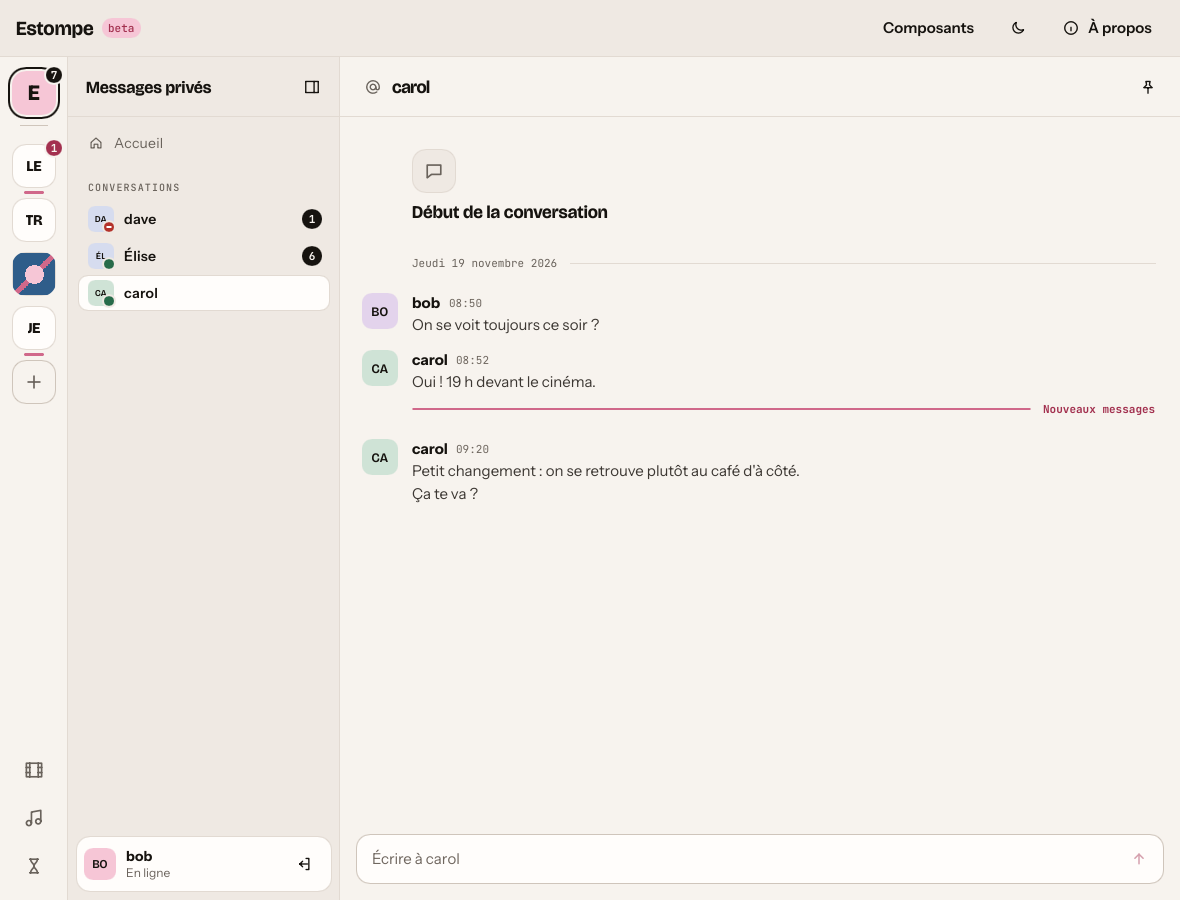 Estompe beta
Composants
À propos
E 7
LE 1
TR
JE
Messages privés
Accueil
CONVERSATIONS
DA dave 1
ÉL Élise 6
CA carol
BO bob
En ligne
carol
Début de la conversation
Jeudi 19 novembre 2026
BO bob 08:50
On se voit toujours ce soir ?
CA carol 08:52
Oui ! 19 h devant le cinéma.
Nouveaux messages
CA carol 09:20
Petit changement : on se retrouve plutôt au café d'à côté.
Ça te va ?
Écrire à carol